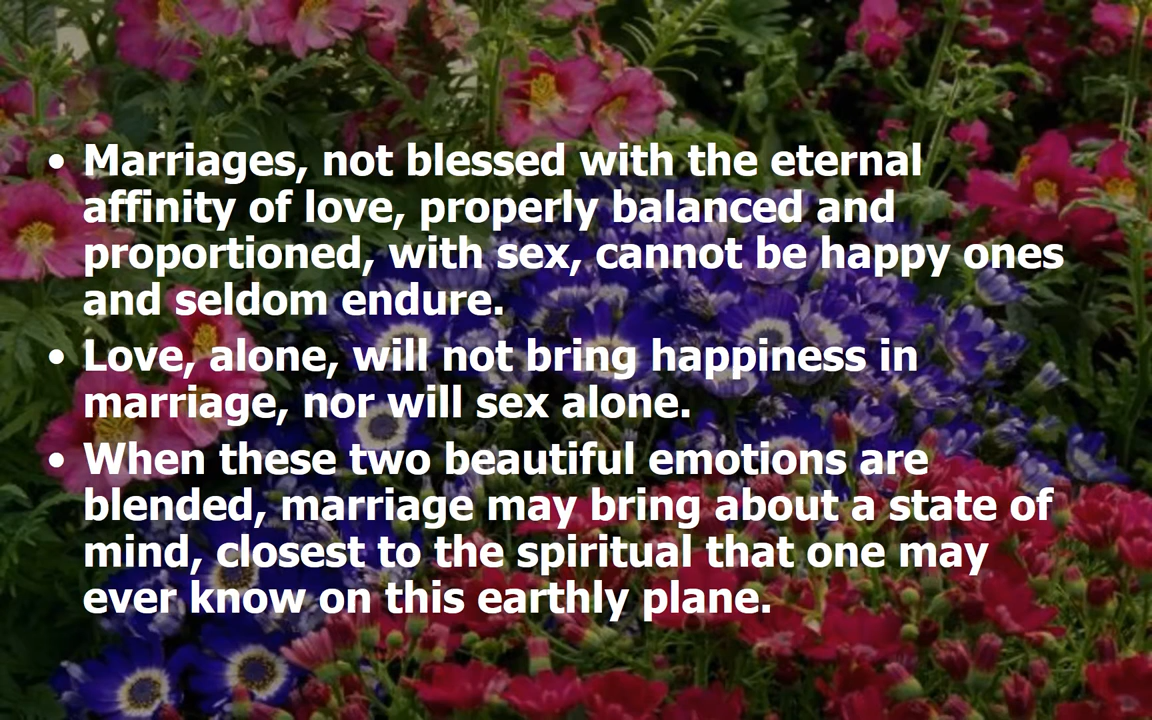 • Marriages, not blessed with the eternal
affinity of love, properly balanced and
proportioned, with sex, cannot be happy ones
and seldom endure.
• Love, alone, will not bring happiness in
marriage, nor will sex alone.
• When these two beautiful emotions are
blended, marriage may bring about a state of
mind, closest to the spiritual that one may
ever know on this earthly plane.